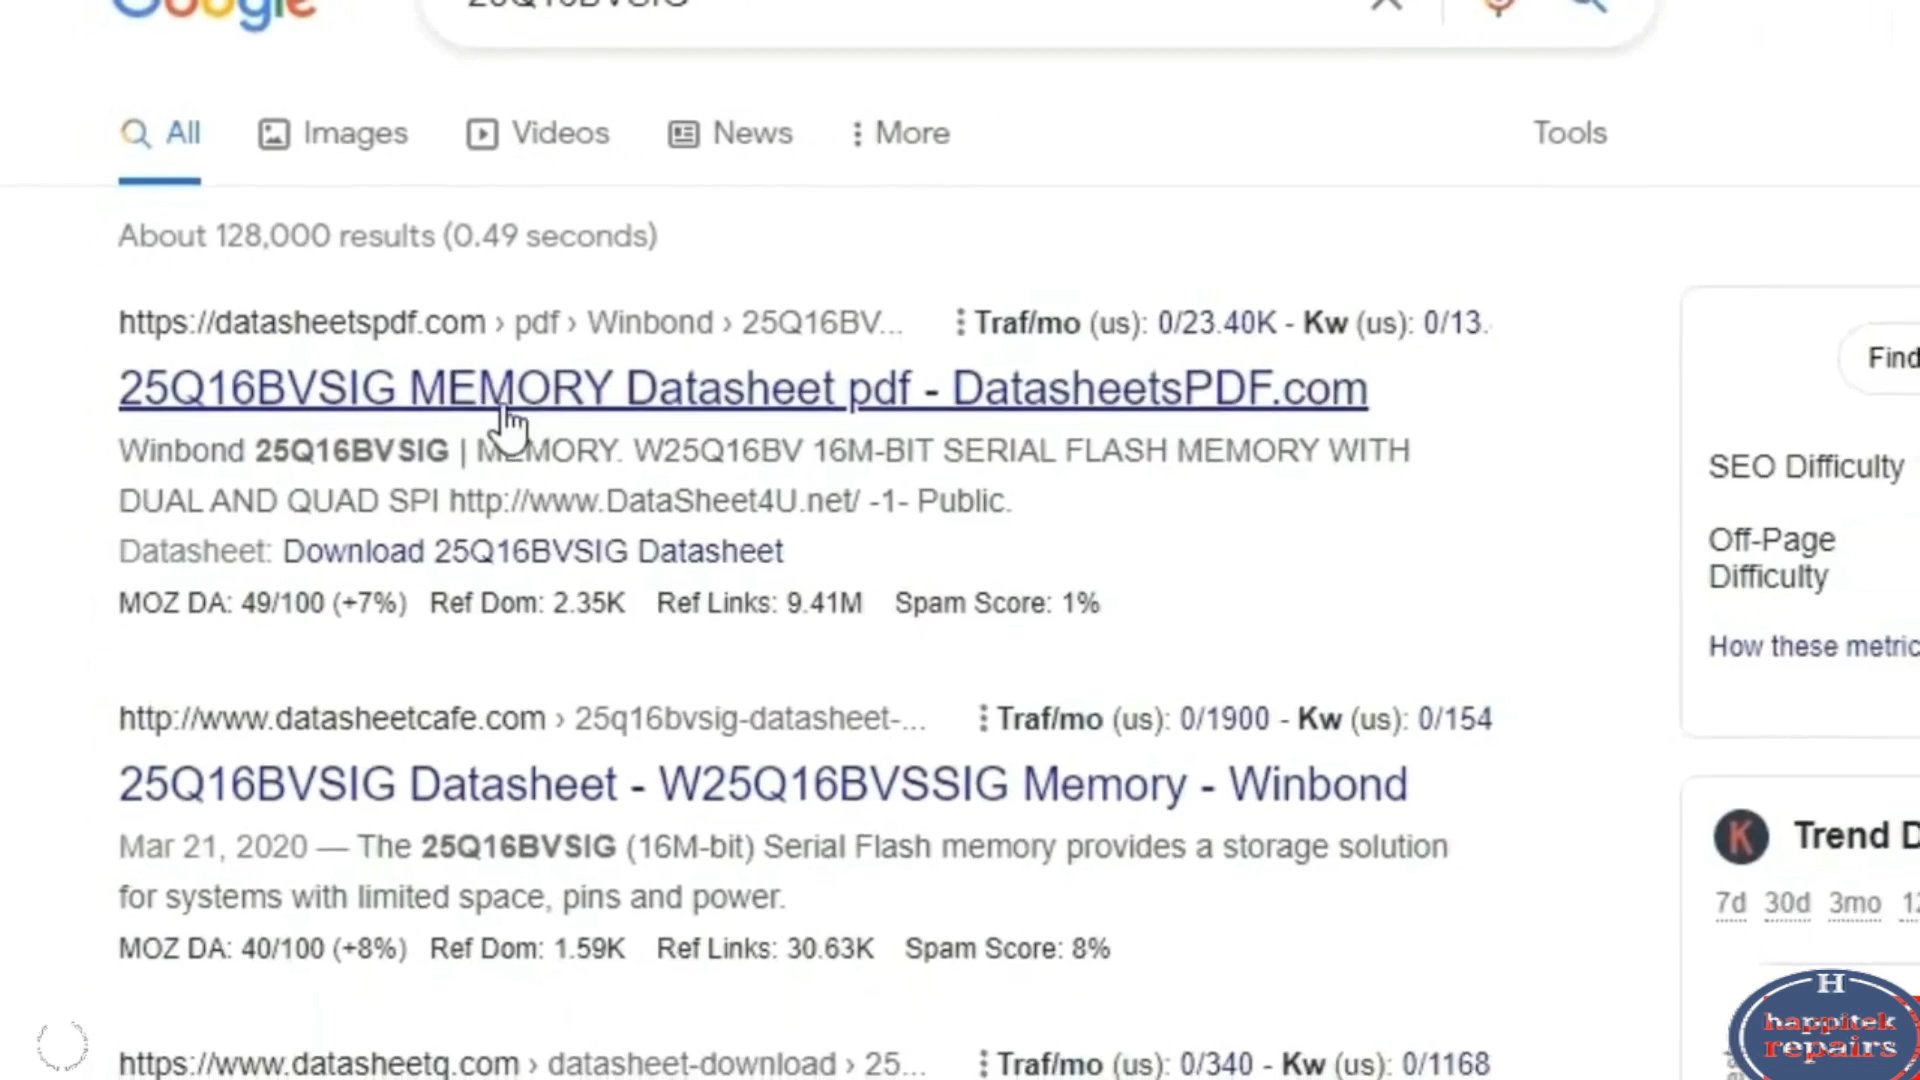 Google
25Q16BVSIG
All Images Videos News More Tools
About 128,000 results (0.49 seconds)
https://datasheetspdf.com › pdf › Winbond › 25Q16BV... Traf/mo (us): 0/23.40K - Kw (us): 0/13.
25Q16BVSIG MEMORY Datasheet pdf - DatasheetsPDF.com
Winbond 25Q16BVSIG | MEMORY. W25Q16BV 16M-BIT SERIAL FLASH MEMORY WITH
DUAL AND QUAD SPI http://www.DataSheet4U.net/ -1- Public.
Datasheet: Download 25Q16BVSIG Datasheet
MOZ DA: 49/100 (+7%) Ref Dom: 2.35K Ref Links: 9.41M Spam Score: 1%
http://www.datasheetcafe.com › 25q16bvsig-datasheet-... Traf/mo (us): 0/1900 - Kw (us): 0/154
25Q16BVSIG Datasheet - W25Q16BVSSIG Memory - Winbond
Mar 21, 2020 — The 25Q16BVSIG (16M-bit) Serial Flash memory provides a storage solution
for systems with limited space, pins and power.
MOZ DA: 40/100 (+8%) Ref Dom: 1.59K Ref Links: 30.63K Spam Score: 8%
https://www.datasheetq.com › datasheet-download › 25... Traf/mo (us): 0/340 - Kw (us): 0/1168
Find
SEO Difficulty
Off-Page
Difficulty
How these metric
K Trend D
7d 30d 3mo 12
H
happitek
repairs